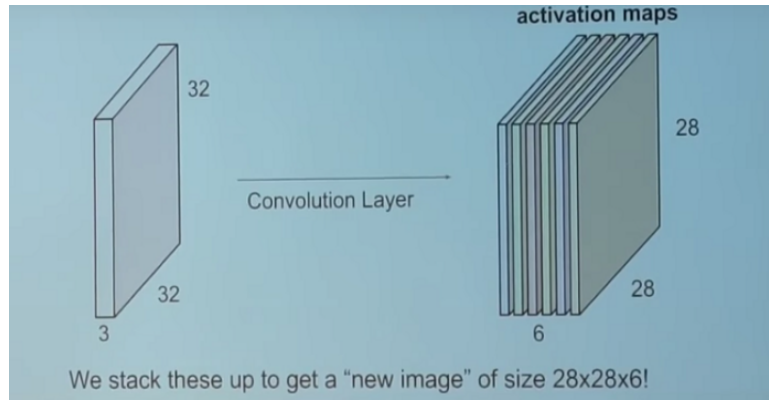 activation maps
32
28
Convolution Layer
32
28
3
6
We stack these up to get a “new image” of size 28x28x6!